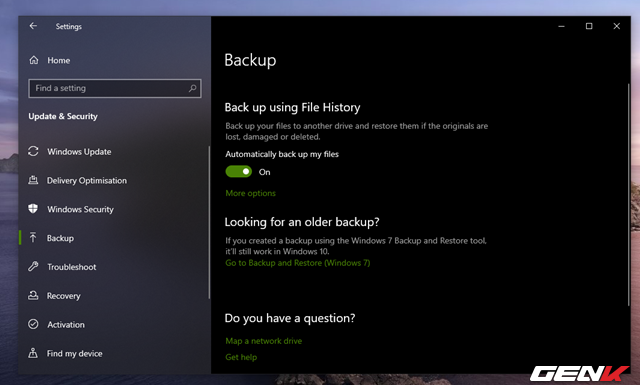 Settings
Home
Find a setting
Update & Security
Windows Update
Delivery Optimisation
Windows Security
Backup
Troubleshoot
Recovery
Activation
Find my device
Backup
Back up using File History
Back up your files to another drive and restore them if the originals are
lost, damaged or deleted.
Automatically back up my files
On
More options
Looking for an older backup?
If you created a backup using the Windows 7 Backup and Restore tool,
it'll still work in Windows 10.
Go to Backup and Restore (Windows 7)
Do you have a question?
Map a network drive
Get help
GENK